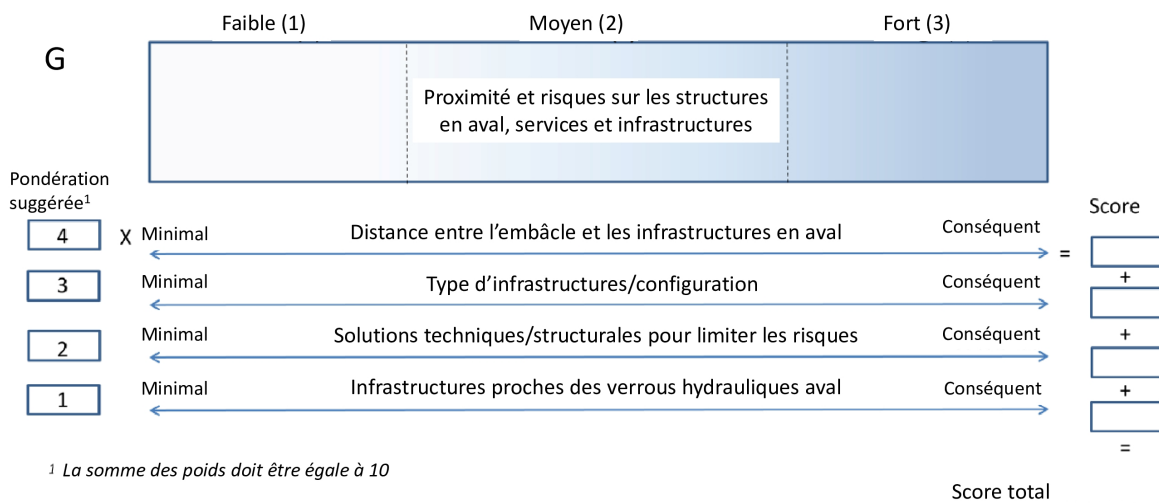 Faible (1) Moyen (2) Fort (3)
G
Proximité et risques sur les structures
en aval, services et infrastructures
Pondération
suggérée¹
Score
4 X Minimal Distance entre l’embâcle et les infrastructures en aval Conséquent =
+
3 Minimal Type d’infrastructures/configuration Conséquent
+
2 Minimal Solutions techniques/structurales pour limiter les risques Conséquent
+
1 Minimal Infrastructures proches des verrous hydrauliques aval Conséquent
=
¹ La somme des poids doit être égale à 10
Score total